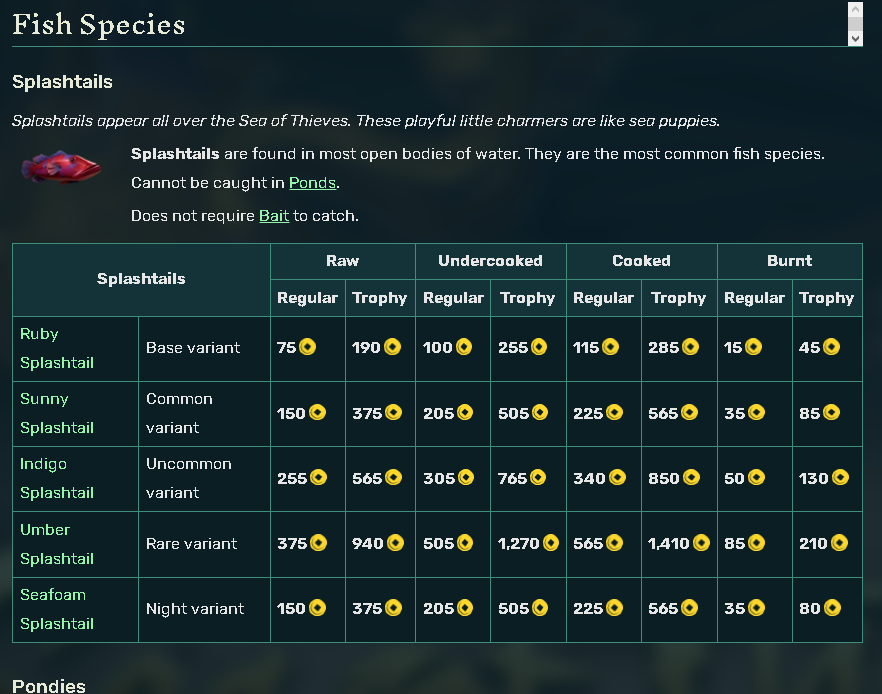 Fish Species
Splashtails
Splashtails appear all over the Sea of Thieves. These playful little charmers are like sea puppies.
Splashtails are found in most open bodies of water. They are the most common fish species.
Cannot be caught in Ponds.
Does not require Bait to catch.
Splashtails Raw Undercooked Cooked Burnt
Regular Trophy Regular Trophy Regular Trophy Regular Trophy
Ruby Splashtail Base variant 75 190 100 255 115 285 15 45
Sunny Splashtail Common variant 150 375 205 505 225 565 35 85
Indigo Splashtail Uncommon variant 255 565 305 765 340 850 50 130
Umber Splashtail Rare variant 375 940 505 1,270 565 1,410 85 210
Seafoam Splashtail Night variant 150 375 205 505 225 565 35 80
Pondies